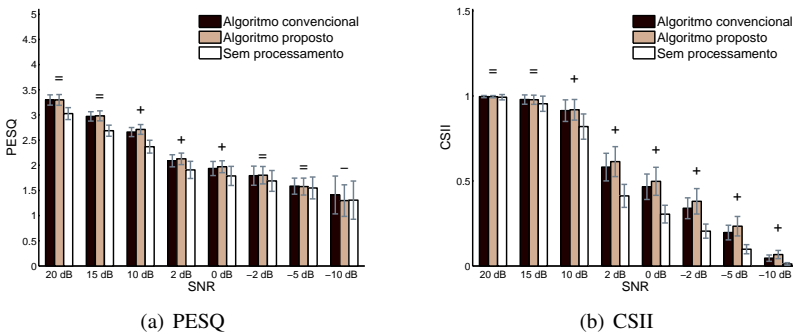 5
4.5
4
3.5
3
2.5
2
1.5
1
0.5
0
PESQ
Algoritmo convencional
Algoritmo proposto
Sem processamento
= = + + + = = −
20 dB 15 dB 10 dB 2 dB 0 dB −2 dB −5 dB −10 dB
SNR
(a) PESQ
1.5
1
0.5
0
CSII
Algoritmo convencional
Algoritmo proposto
Sem processamento
= = + + + + + +
20 dB 15 dB 10 dB 2 dB 0 dB −2 dB −5 dB −10 dB
SNR
(b) CSII